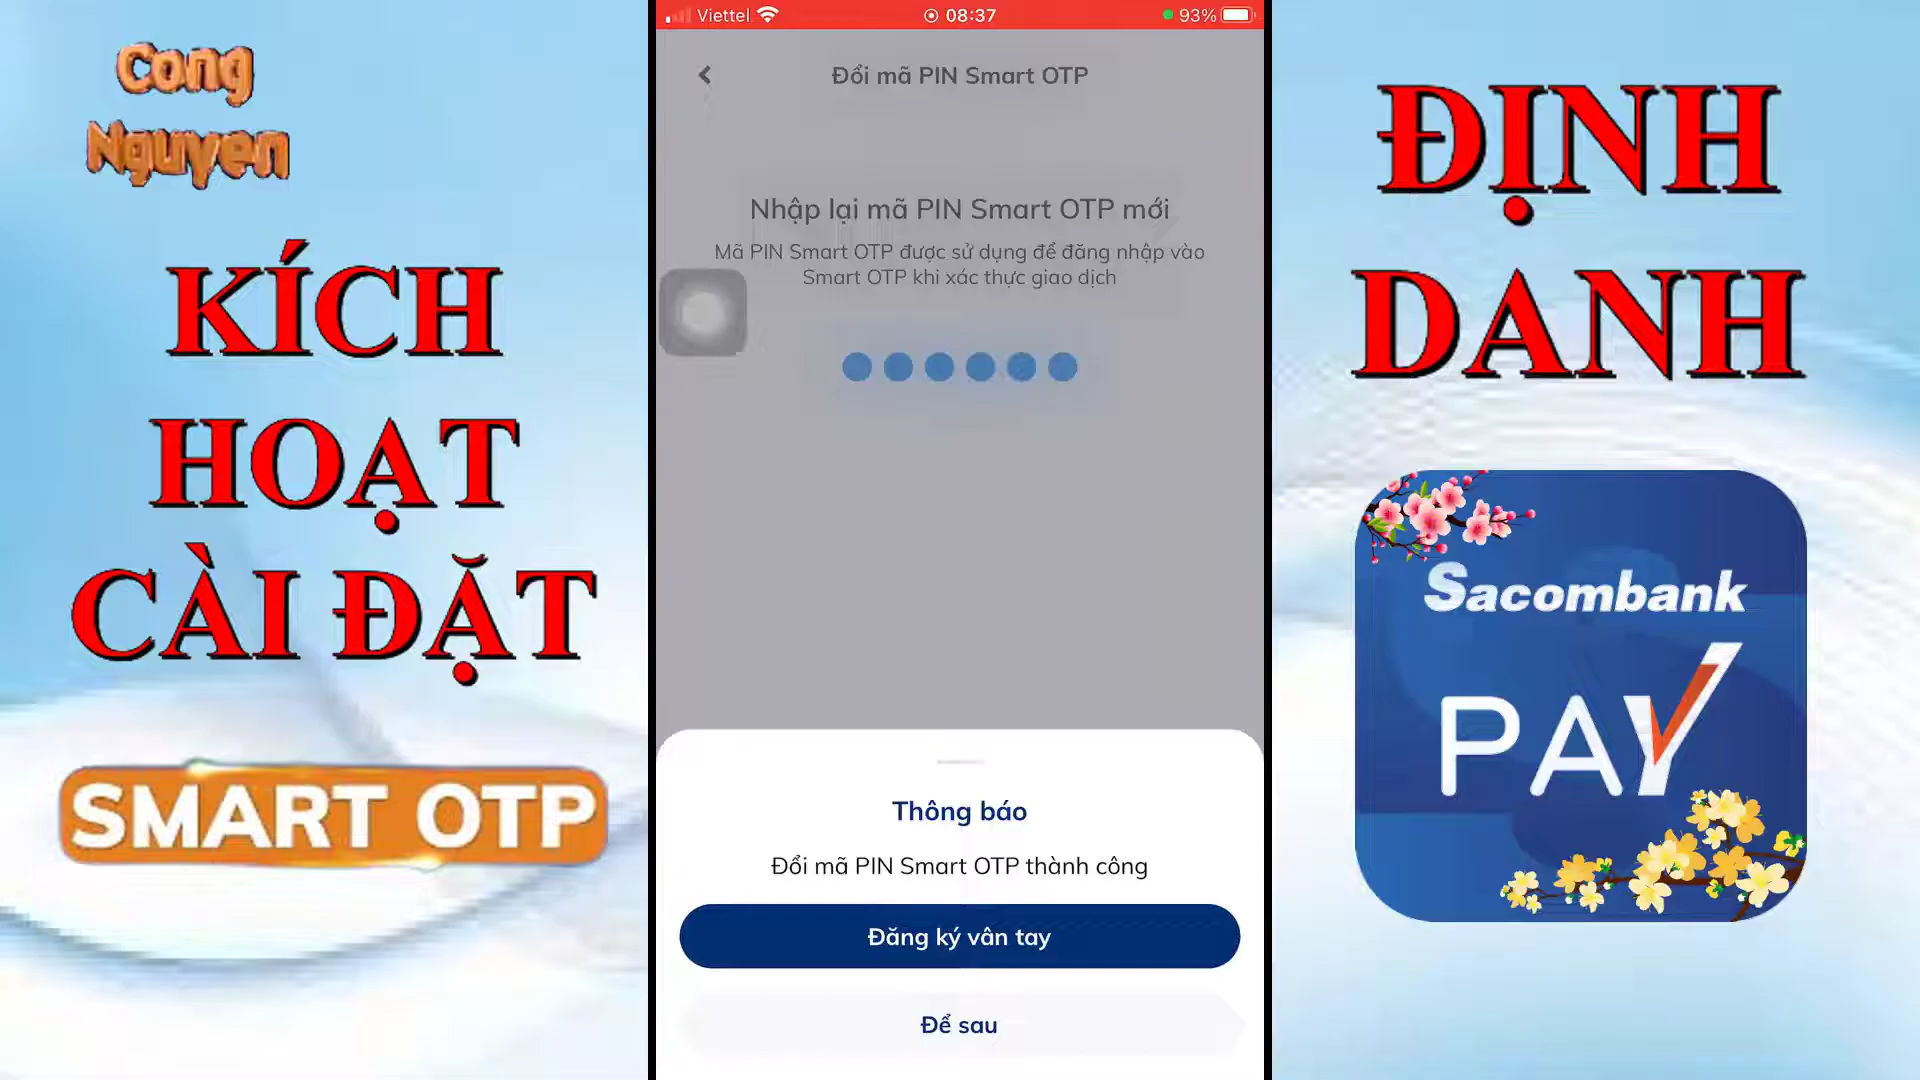 Cong
Nguyen
KÍCH
HOẠT
CÀI ĐẶT
SMART OTP
Viettel
08:37
93%
Đổi mã PIN Smart OTP
Nhập lại mã PIN Smart OTP mới
Mã PIN Smart OTP được sử dụng để đăng nhập vào
Smart OTP khi xác thực giao dịch
Thông báo
Đổi mã PIN Smart OTP thành công
Đăng ký vân tay
Để sau
ĐỊNH
DANH
Sacombank
PAY